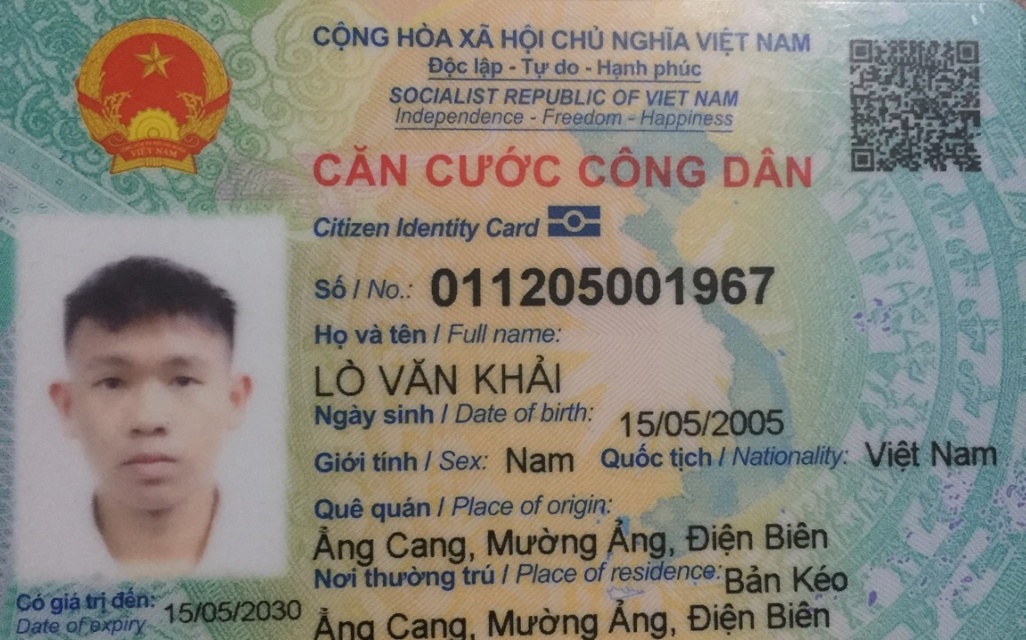 CỘNG HÒA XÃ HỘI CHỦ NGHĨA VIỆT NAM
Độc lập - Tự do - Hạnh phúc
SOCIALIST REPUBLIC OF VIET NAM
Independence - Freedom - Happiness
CĂN CƯỚC CÔNG DÂN
Citizen Identity Card
Số / No.: 011205001967
Họ và tên / Full name:
LÒ VĂN KHẢI
Ngày sinh / Date of birth: 15/05/2005
Giới tính / Sex: Nam Quốc tịch / Nationality: Việt Nam
Quê quán / Place of origin:
Ẳng Cang, Mường Ảng, Điện Biên
Nơi thường trú / Place of residence: Bản Kéo
Ẳng Cang, Mường Ảng, Điện Biên
Có giá trị đến: 15/05/2030
Date of expiry
VIỆT NAM